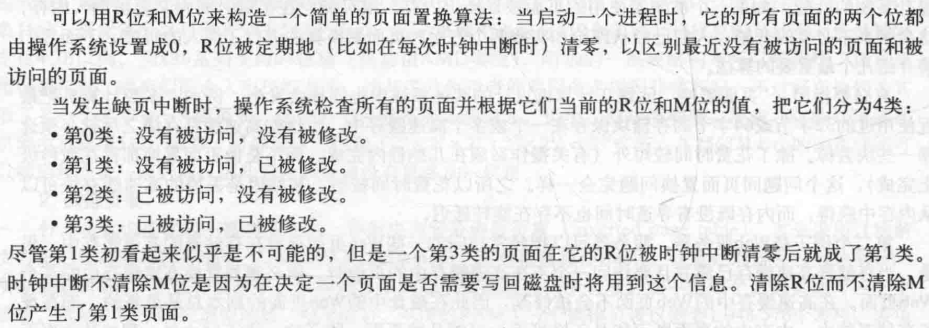 可以用R位和M位来构造一个简单的页面置换算法：当启动一个进程时，它的所有页面的两个位都
由操作系统设置成0，R位被定期地（比如在每次时钟中断时）清零，以区别最近没有被访问的页面和被
访问的页面。
当发生缺页中断时，操作系统检查所有的页面并根据它们当前的R位和M位的值，把它们分为4类：
• 第0类：没有被访问，没有被修改。
• 第1类：没有被访问，已被修改。
• 第2类：已被访问，没有被修改。
• 第3类：已被访问，已被修改。
尽管第1类初看起来似乎是不可能的，但是一个第3类的页面在它的R位被时钟中断清零后就成了第1类。
时钟中断不清除M位是因为在决定一个页面是否需要写回磁盘时将用到这个信息。清除R位而不清除M
位产生了第1类页面。